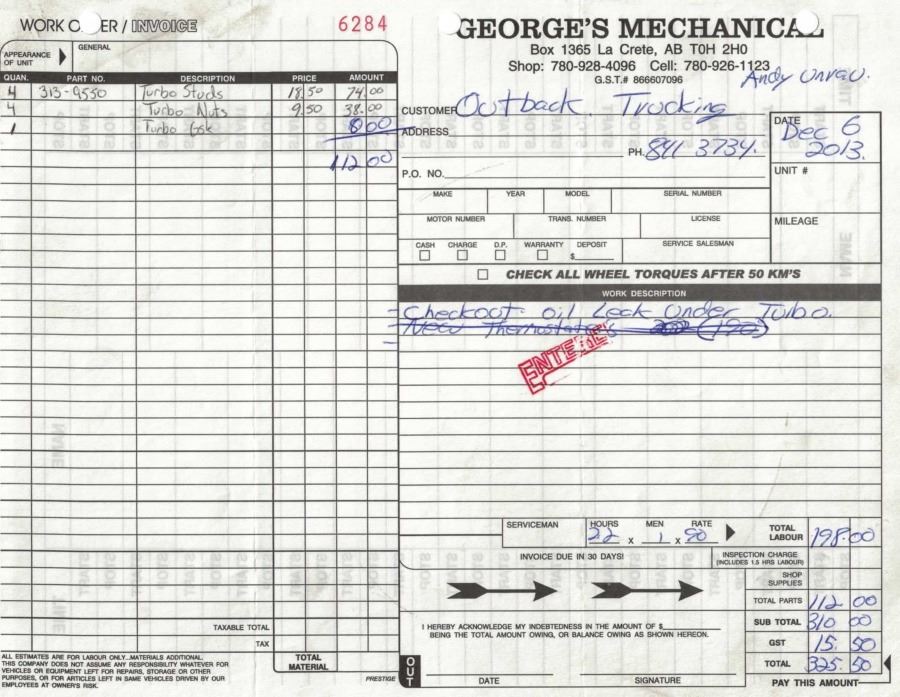 WORK ORDER / INVOICE
6284
APPEARANCE OF UNIT
GENERAL
QUAN. PART NO. DESCRIPTION PRICE AMOUNT
4 313-9550 Turbo Studs 18.50 74.00
4 Turbo Nuts 9.50 38.00
1 Turbo Gsk 8 00
112 00
TAXABLE TOTAL
TAX
ALL ESTIMATES ARE FOR LABOUR ONLY...MATERIALS ADDITIONAL.
THIS COMPANY DOES NOT ASSUME ANY RESPONSIBILITY WHATEVER FOR
VEHICLES OR EQUIPMENT LEFT FOR REPAIRS, STORAGE OR OTHER
PURPOSES, OR FOR ARTICLES LEFT IN SAME VEHICLES DRIVEN BY OUR
EMPLOYEES AT OWNER'S RISK.
TOTAL MATERIAL
PRESTIGE
GEORGE'S MECHANICAL
Box 1365 La Crete, AB T0H 2H0
Shop: 780-928-4096 Cell: 780-926-1123
G.S.T.# 866607096
Andy Unrau.
CUSTOMER Outback Trucking
ADDRESS
PH. 841 3734.
P.O. NO.
DATE
Dec 6
2013.
UNIT #
MAKE YEAR MODEL SERIAL NUMBER
MOTOR NUMBER TRANS. NUMBER LICENSE
MILEAGE
CASH CHARGE D.P. WARRANTY DEPOSIT $
SERVICE SALESMAN
CHECK ALL WHEEL TORQUES AFTER 50 KM'S
WORK DESCRIPTION
- Checkout oil Leck Under Turbo.
- New Thermostates (190)
ENTERED
SERVICEMAN
HOURS MEN RATE
2.2 x 1 x 90
TOTAL LABOUR 198.00
INVOICE DUE IN 30 DAYS!
INSPECTION CHARGE
(INCLUDES 1.5 HRS LABOUR)
SHOP SUPPLIES
TOTAL PARTS 112 00
SUB TOTAL 310 00
GST 15.50
TOTAL 325.50
PAY THIS AMOUNT
I HEREBY ACKNOWLEDGE MY INDEBTEDNESS IN THE AMOUNT OF $
BEING THE TOTAL AMOUNT OWING, OR BALANCE OWING AS SHOWN HEREON.
OUT
DATE SIGNATURE